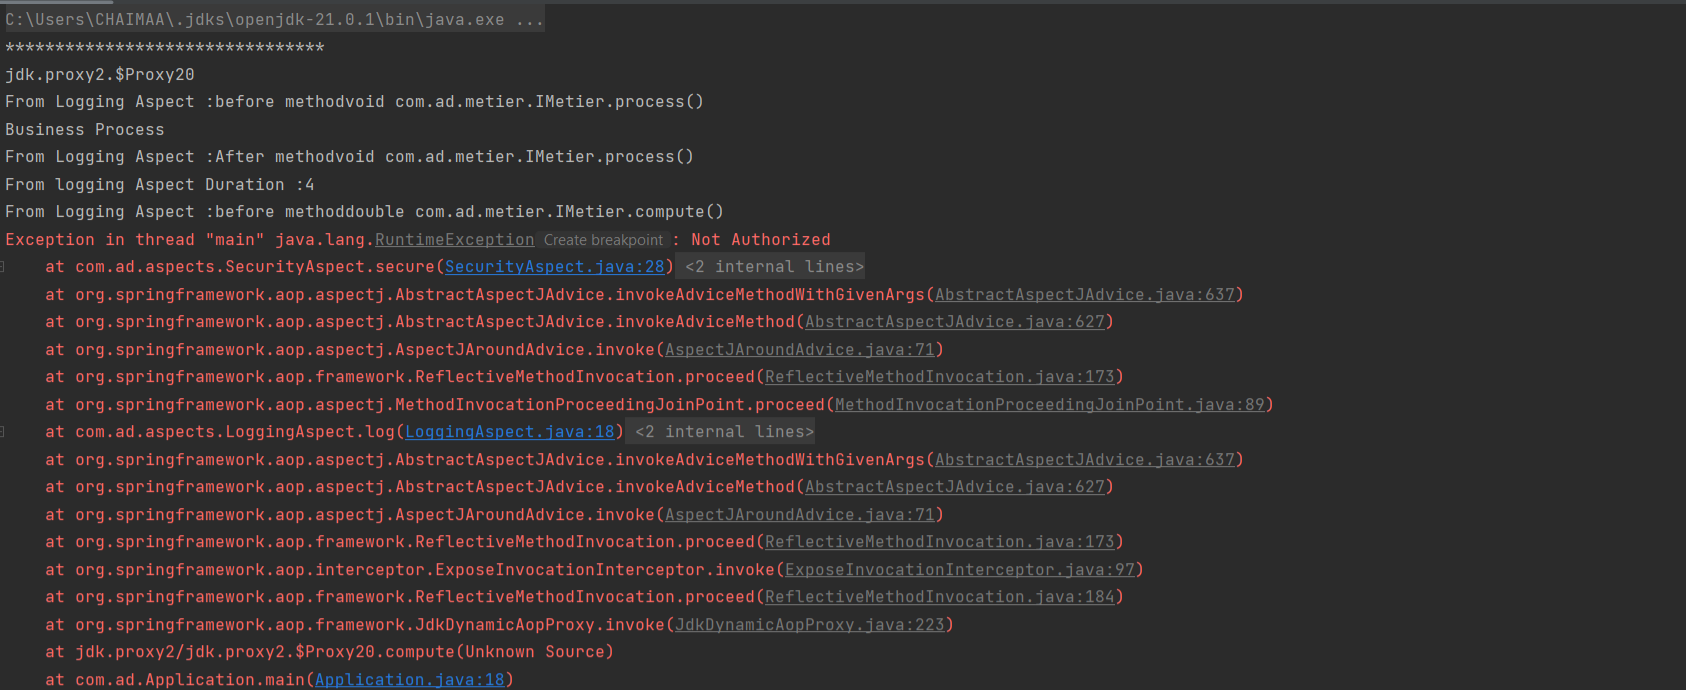 C:\Users\CHAIMAA\.jdks\openjdk-21.0.1\bin\java.exe ...
********************************
jdk.proxy2.$Proxy20
From Logging Aspect :before methodvoid com.ad.metier.IMetier.process()
Business Process
From Logging Aspect :After methodvoid com.ad.metier.IMetier.process()
From logging Aspect Duration :4
From Logging Aspect :before methoddouble com.ad.metier.IMetier.compute()
Exception in thread "main" java.lang.RuntimeException Create breakpoint : Not Authorized
at com.ad.aspects.SecurityAspect.secure(SecurityAspect.java:28) <2 internal lines>
at org.springframework.aop.aspectj.AbstractAspectJAdvice.invokeAdviceMethodWithGivenArgs(AbstractAspectJAdvice.java:637)
at org.springframework.aop.aspectj.AbstractAspectJAdvice.invokeAdviceMethod(AbstractAspectJAdvice.java:627)
at org.springframework.aop.aspectj.AspectJAroundAdvice.invoke(AspectJAroundAdvice.java:71)
at org.springframework.aop.framework.ReflectiveMethodInvocation.proceed(ReflectiveMethodInvocation.java:173)
at org.springframework.aop.aspectj.MethodInvocationProceedingJoinPoint.proceed(MethodInvocationProceedingJoinPoint.java:89)
at com.ad.aspects.LoggingAspect.log(LoggingAspect.java:18) <2 internal lines>
at org.springframework.aop.aspectj.AbstractAspectJAdvice.invokeAdviceMethodWithGivenArgs(AbstractAspectJAdvice.java:637)
at org.springframework.aop.aspectj.AbstractAspectJAdvice.invokeAdviceMethod(AbstractAspectJAdvice.java:627)
at org.springframework.aop.aspectj.AspectJAroundAdvice.invoke(AspectJAroundAdvice.java:71)
at org.springframework.aop.framework.ReflectiveMethodInvocation.proceed(ReflectiveMethodInvocation.java:173)
at org.springframework.aop.interceptor.ExposeInvocationInterceptor.invoke(ExposeInvocationInterceptor.java:97)
at org.springframework.aop.framework.ReflectiveMethodInvocation.proceed(ReflectiveMethodInvocation.java:184)
at org.springframework.aop.framework.JdkDynamicAopProxy.invoke(JdkDynamicAopProxy.java:223)
at jdk.proxy2/jdk.proxy2.$Proxy20.compute(Unknown Source)
at com.ad.Application.main(Application.java:18)